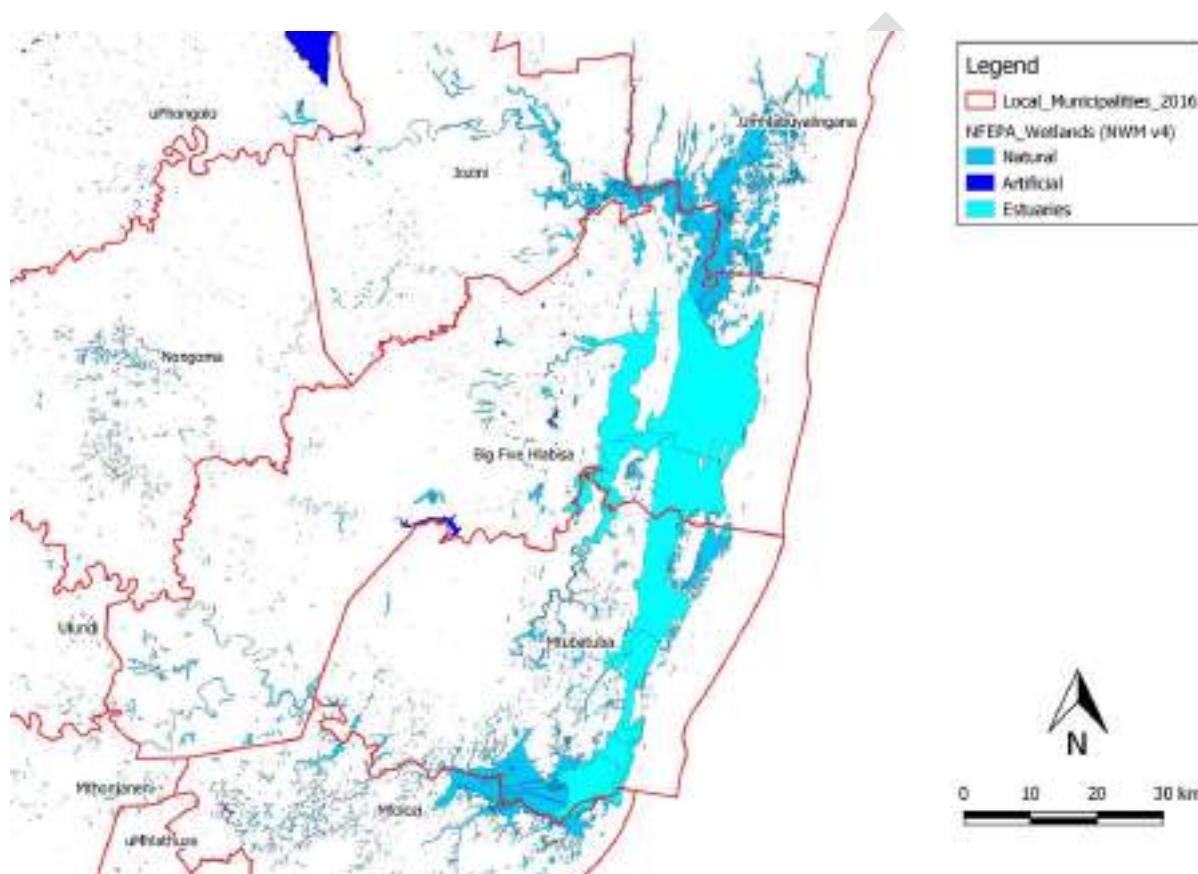 Legend
Local_Municipalities_2016
NFEPA_Wetlands (NWM v4)
Natural
Artificial
Estuaries
uPhongolo
Umhlabuyalingana
Jozini
Nongoma
Big Five Hlabisa
Ulundi
Mtubatuba
Mthonjaneni
Mfolozi
uMhlathuze
N
0 10 20 30 km